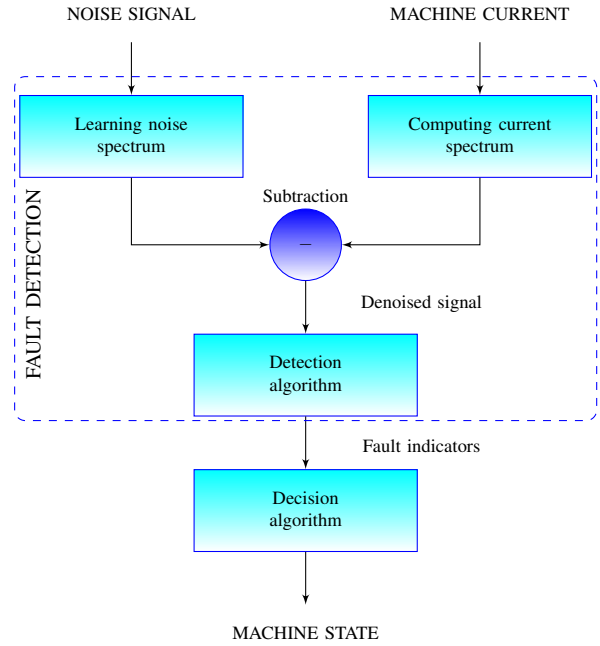 NOISE SIGNAL
MACHINE CURRENT
Learning noise
spectrum
Computing current
spectrum
FAULT DETECTION
Subtraction
−
Denoised signal
Detection
algorithm
Fault indicators
Decision
algorithm
MACHINE STATE